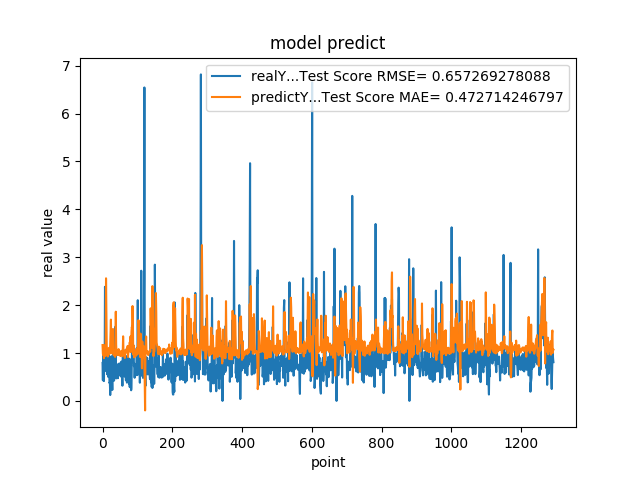 model predict
realY...Test Score RMSE= 0.657269278088
predictY...Test Score MAE= 0.472714246797
real value
7
6
5
4
3
2
1
0
0 200 400 600 800 1000 1200
point